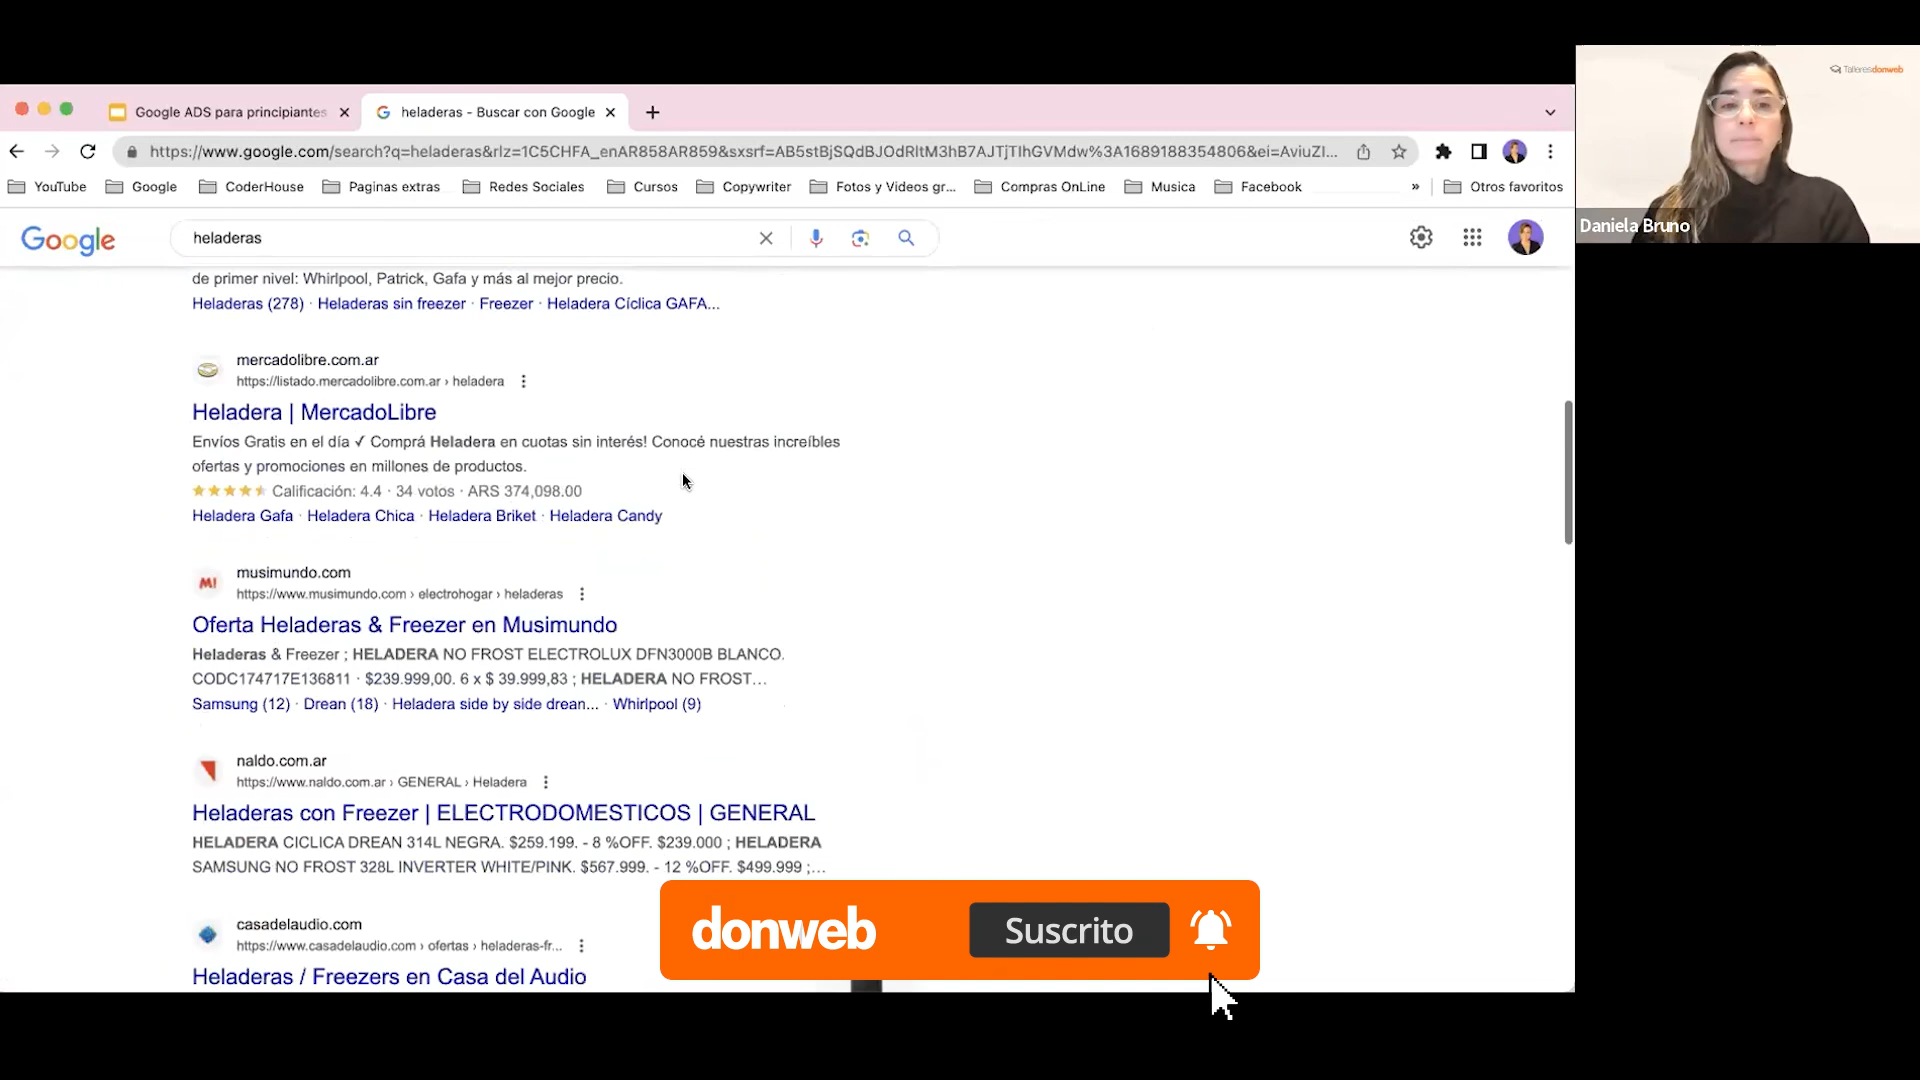 Talleresdonweb
Google ADS para principiantes
heladeras - Buscar con Google
https://www.google.com/search?q=heladeras&rlz=1C5CHFA_enAR858AR859&sxsrf=AB5stBjSQdBJOdRltM3hB7AJTjTIhGVMdw%3A1689188354806&ei=AviuZI...
YouTube Google CoderHouse Paginas extras Redes Sociales Cursos Copywriter Fotos y Videos gr... Compras OnLine Musica Facebook » Otros favoritos
Daniela Bruno
Google heladeras
de primer nivel: Whirlpool, Patrick, Gafa y más al mejor precio.
Heladeras (278) · Heladeras sin freezer · Freezer · Heladera Cíclica GAFA...
mercadolibre.com.ar
https://listado.mercadolibre.com.ar › heladera
Heladera | MercadoLibre
Envíos Gratis en el día ✓ Comprá Heladera en cuotas sin interés! Conocé nuestras increíbles
ofertas y promociones en millones de productos.
Calificación: 4.4 · 34 votos · ARS 374,098.00
Heladera Gafa · Heladera Chica · Heladera Briket · Heladera Candy
musimundo.com
https://www.musimundo.com › electrohogar › heladeras
Oferta Heladeras & Freezer en Musimundo
Heladeras & Freezer ; HELADERA NO FROST ELECTROLUX DFN3000B BLANCO.
CODC174717E136811 · $239.999,00. 6 x $ 39.999,83 ; HELADERA NO FROST...
Samsung (12) · Drean (18) · Heladera side by side drean... · Whirlpool (9)
naldo.com.ar
https://www.naldo.com.ar › GENERAL › Heladera
Heladeras con Freezer | ELECTRODOMESTICOS | GENERAL
HELADERA CICLICA DREAN 314L NEGRA. $259.199. - 8 %OFF. $239.000 ; HELADERA
SAMSUNG NO FROST 328L INVERTER WHITE/PINK. $567.999. - 12 %OFF. $499.999 ;...
casadelaudio.com
https://www.casadelaudio.com › ofertas › heladeras-fr...
Heladeras / Freezers en Casa del Audio
donweb Suscrito